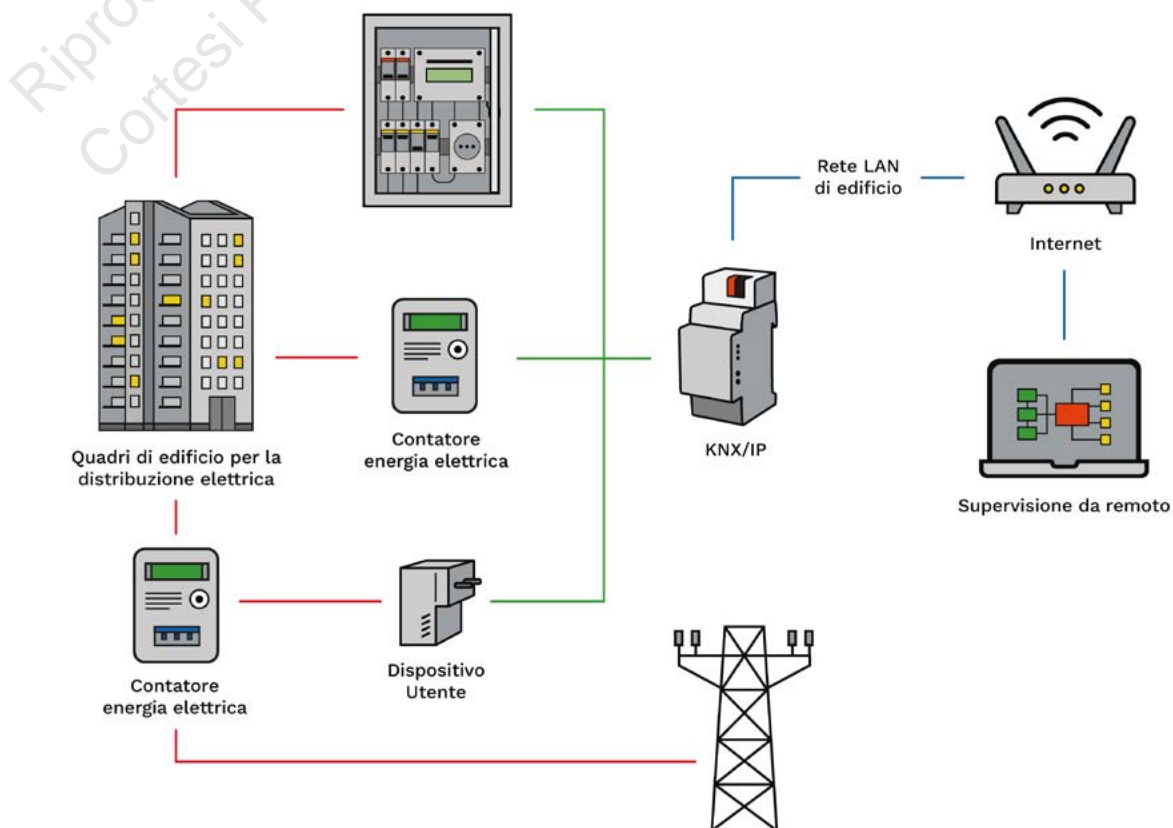 Cortesi
Rete LAN
di edificio
Internet
Quadri di edificio per la
distribuzione elettrica
Contatore
energia elettrica
KNX/IP
Supervisione da remoto
Contatore
energia elettrica
Dispositivo
Utente